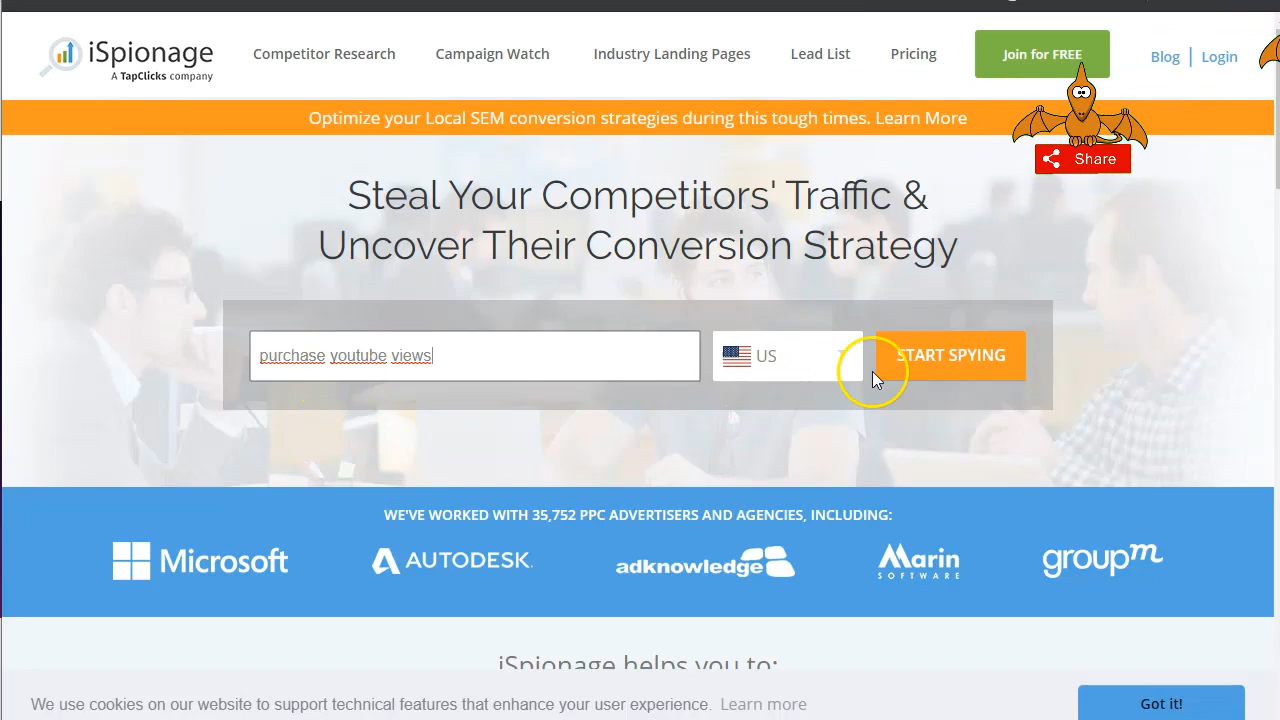 iSpionage
A TapClicks company
Competitor Research
Campaign Watch
Industry Landing Pages
Lead List
Pricing
Join for FREE
Blog
Login
Optimize your Local SEM conversion strategies during this tough times. Learn More
Share
Steal Your Competitors' Traffic &
Uncover Their Conversion Strategy
purchase youtube views
US
START SPYING
WE'VE WORKED WITH 35,752 PPC ADVERTISERS AND AGENCIES, INCLUDING:
Microsoft
AUTODESK.
adknowledge
Marin
SOFTWARE
groupm
iSpionage helps you to:
We use cookies on our website to support technical features that enhance your user experience. Learn more
Got it!